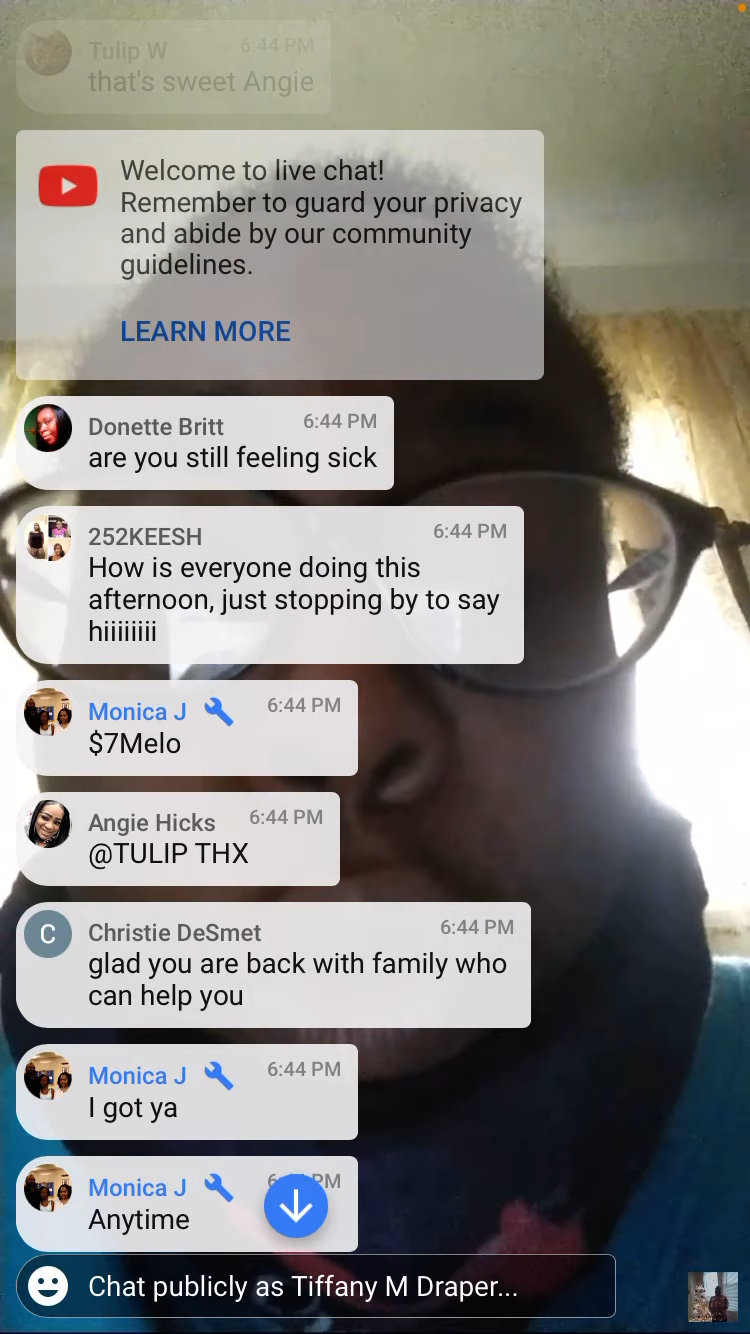 Tulip W 6:44 PM
that's sweet Angie
Welcome to live chat!
Remember to guard your privacy
and abide by our community
guidelines.
LEARN MORE
Donette Britt 6:44 PM
are you still feeling sick
252KEESH 6:44 PM
How is everyone doing this
afternoon, just stopping by to say
hiiiiiiii
Monica J 6:44 PM
$7Melo
Angie Hicks 6:44 PM
@TULIP THX
C Christie DeSmet 6:44 PM
glad you are back with family who
can help you
Monica J 6:44 PM
I got ya
Monica J
Anytime
Chat publicly as Tiffany M Draper...